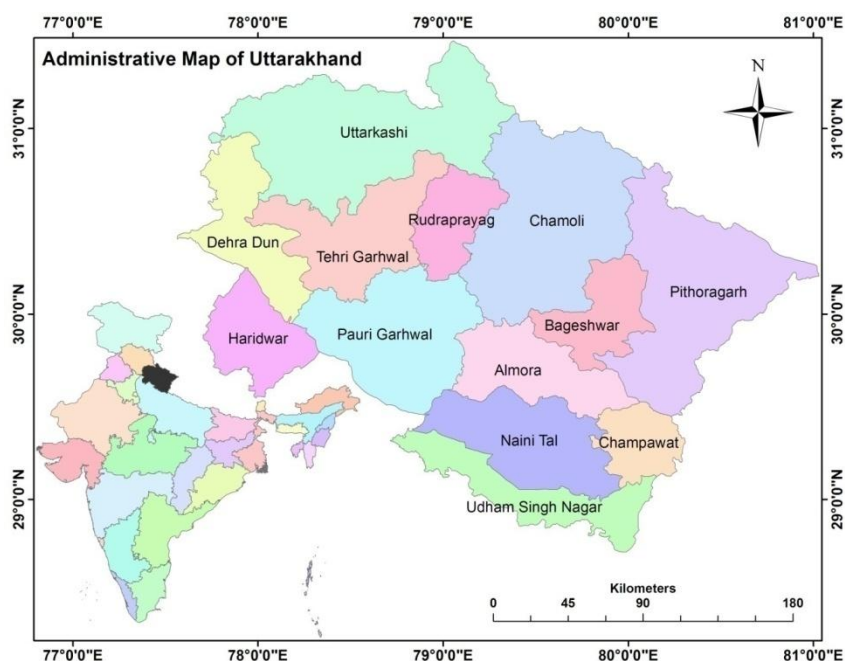 77°0'0"E 78°0'0"E 79°0'0"E 80°0'0"E 81°0'0"E
Administrative Map of Uttarakhand
N
31°0'0"N
31°0'0"N
Uttarkashi
Rudraprayag
Chamoli
Dehra Dun
Tehri Garhwal
Pithoragarh
30°0'0"N
30°0'0"N
Haridwar
Pauri Garhwal
Bageshwar
Almora
Naini Tal
Champawat
29°0'0"N
29°0'0"N
Udham Singh Nagar
Kilometers
0 45 90 180
77°0'0"E 78°0'0"E 79°0'0"E 80°0'0"E 81°0'0"E